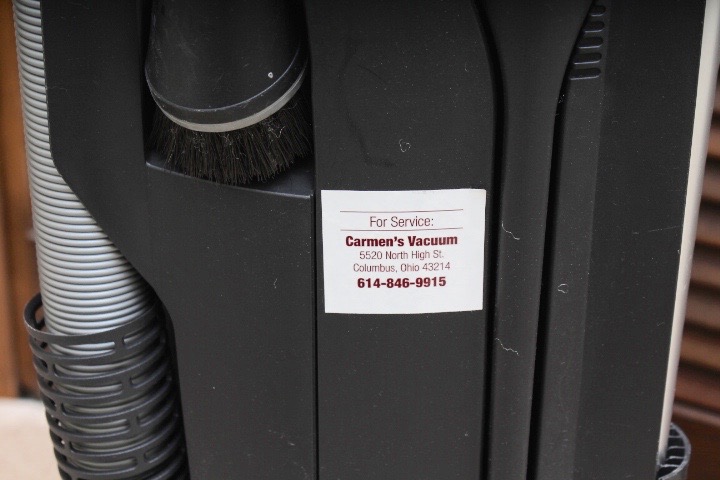 For Service:
Carmen's Vacuum
5520 North High St.
Columbus, Ohio 43214
614-846-9915